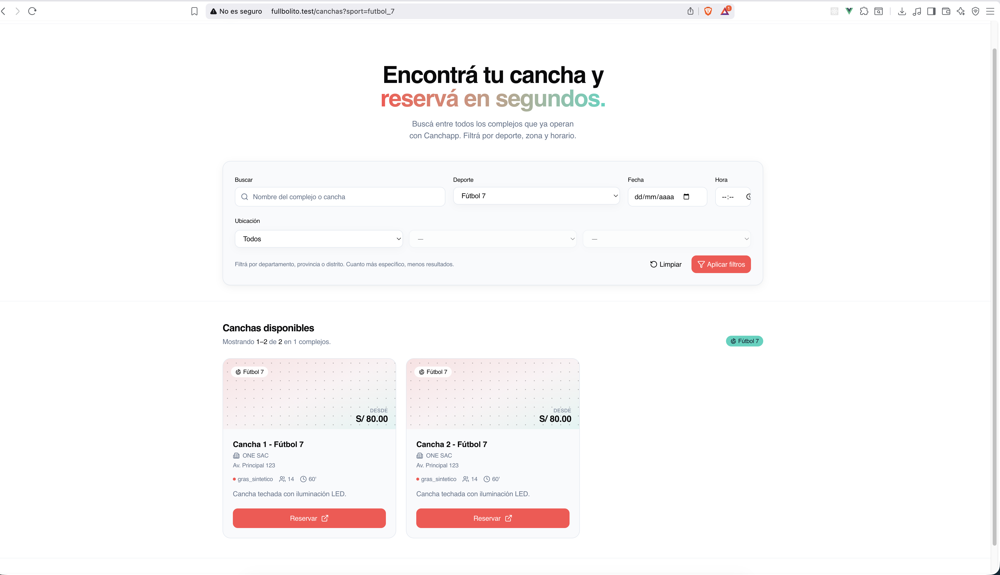 No es seguro fullbolito.test/canchas?sport=futbol_7
1
Encontrá tu cancha y
reservá en segundos.
Buscá entre todos los complejos que ya operan
con Canchapp. Filtrá por deporte, zona y horario.
Buscar Deporte Fecha Hora
Nombre del complejo o cancha Fútbol 7 dd/mm/aaaa --:--
Ubicación
Todos — —
Filtrá por departamento, provincia o distrito. Cuanto más específico, menos resultados. Limpiar Aplicar filtros
Canchas disponibles
Mostrando 1–2 de 2 en 1 complejos. Fútbol 7
Fútbol 7
DESDE
S/ 80.00
Cancha 1 - Fútbol 7
ONE SAC
Av. Principal 123
gras_sintetico 14 60'
Cancha techada con iluminación LED.
Reservar
Fútbol 7
DESDE
S/ 80.00
Cancha 2 - Fútbol 7
ONE SAC
Av. Principal 123
gras_sintetico 14 60'
Cancha techada con iluminación LED.
Reservar